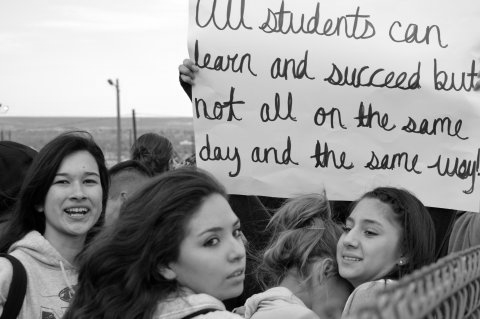 All students can
learn and succeed but
not all on the same
day and the same way!